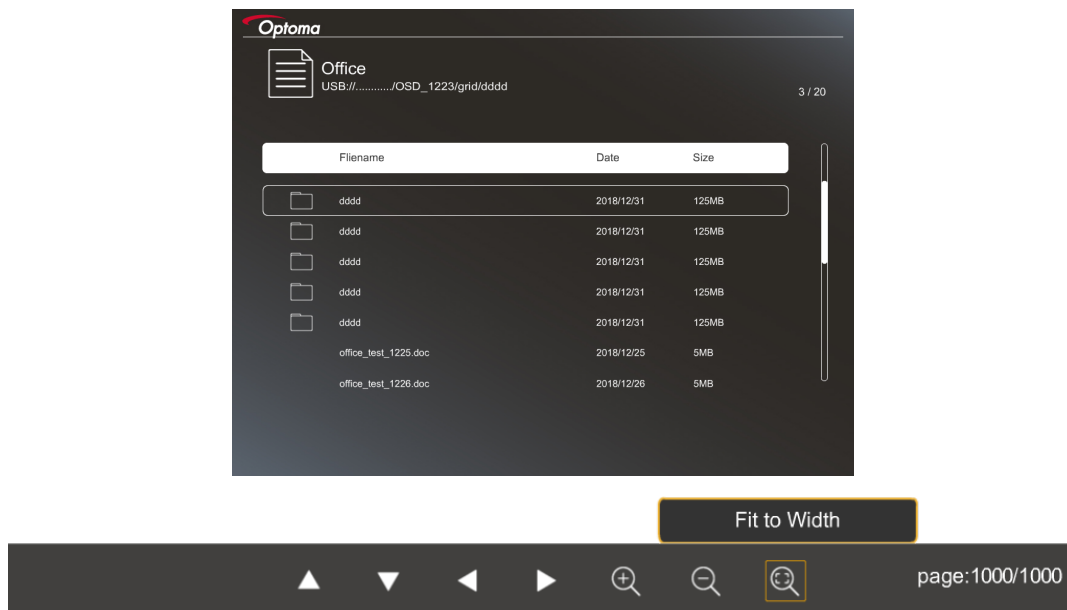 Optoma
Office
USB://............/OSD_1223/grid/dddd
3 / 20
Fliename Date Size
dddd 2018/12/31 125MB
dddd 2018/12/31 125MB
dddd 2018/12/31 125MB
dddd 2018/12/31 125MB
dddd 2018/12/31 125MB
office_test_1225.doc 2018/12/25 5MB
office_test_1226.doc 2018/12/26 5MB
Fit to Width
page:1000/1000